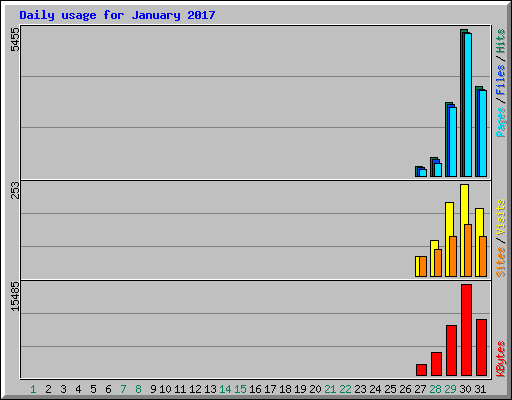 Daily usage for January 2017
5455
Pages/Files/Hits
253
Sites/Visits
15485
KBytes
1 2 3 4 5 6 7 8 9 10 11 12 13 14 15 16 17 18 19 20 21 22 23 24 25 26 27 28 29 30 31